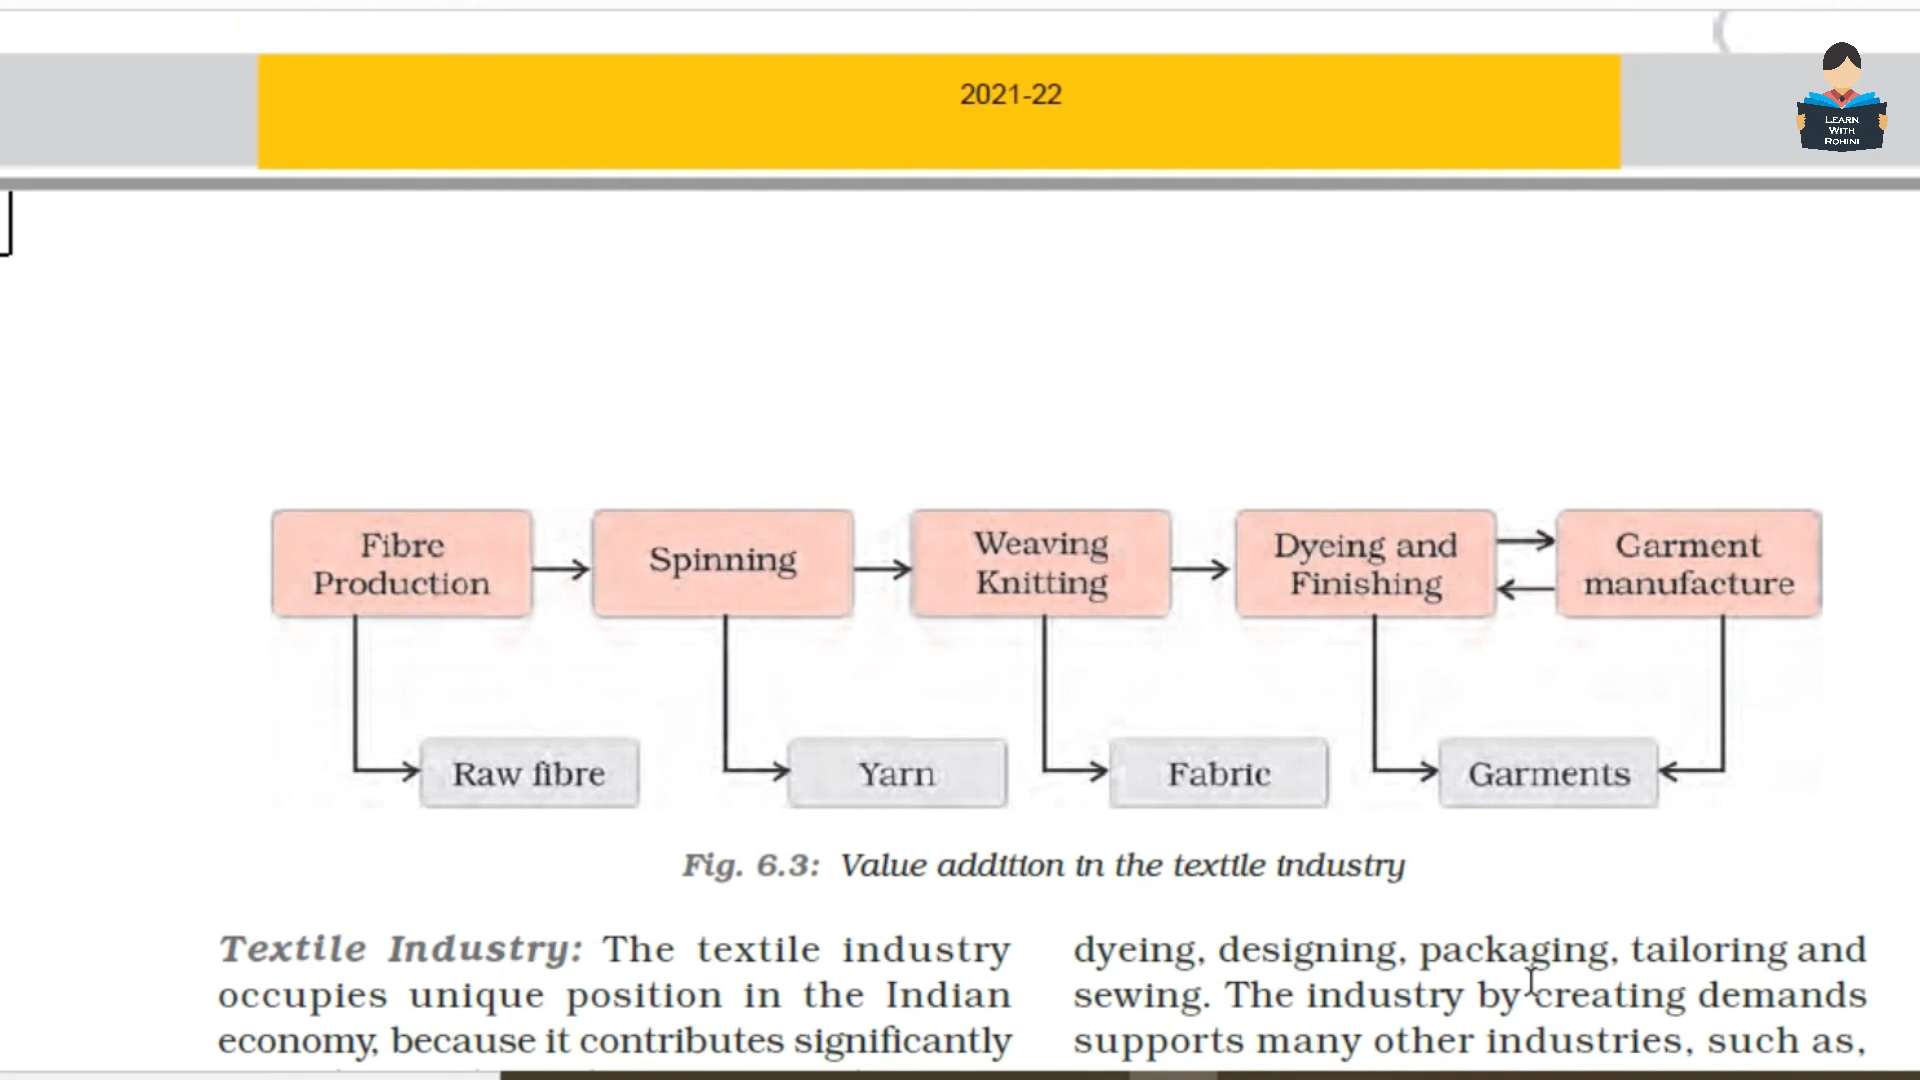 2021-22
LEARN
WITH
ROHINI
Fibre
Production
Spinning
Weaving
Knitting
Dyeing and
Finishing
Garment
manufacture
Raw fibre
Yarn
Fabric
Garments
Fig. 6.3: Value addition in the textile industry
Textile Industry: The textile industry
occupies unique position in the Indian
economy, because it contributes significantly
dyeing, designing, packaging, tailoring and
sewing. The industry by creating demands
supports many other industries, such as,